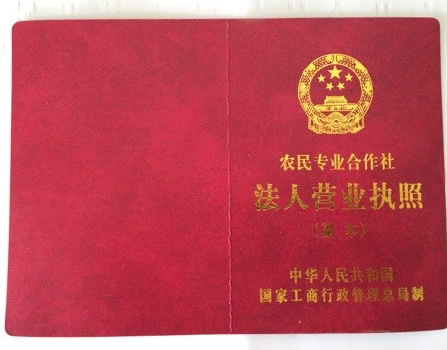 农民专业合作社
法人营业执照
(副本)
中华人民共和国
国家工商行政管理总局制